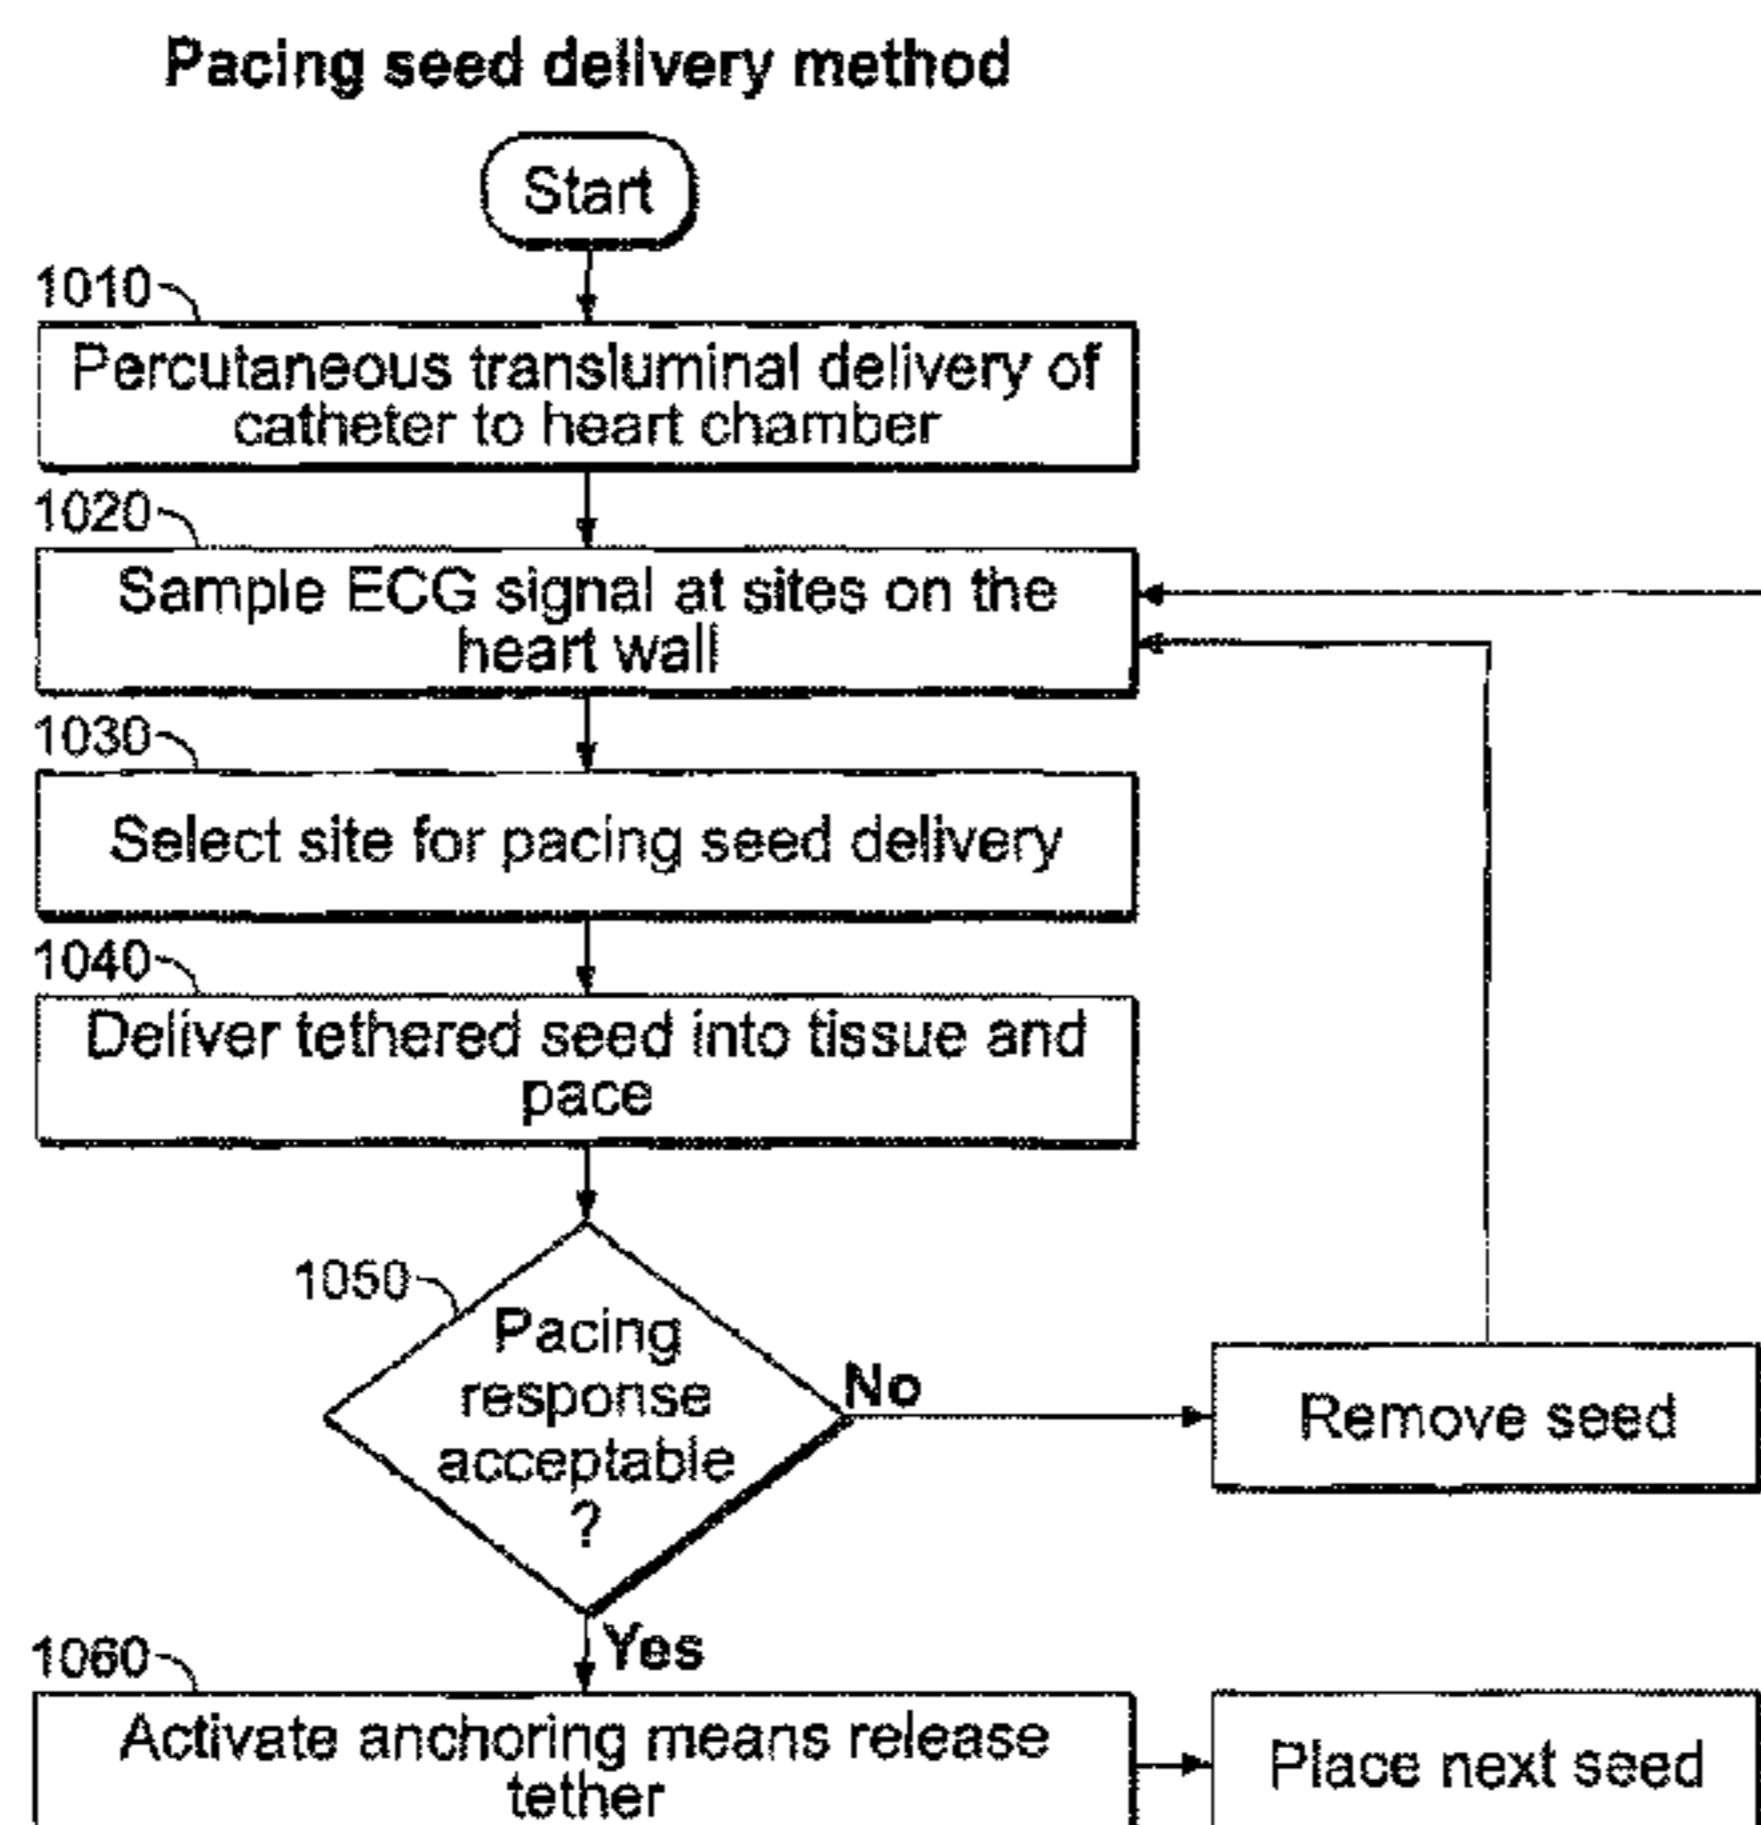 Pacing seed delivery method
Start
1010
Percutaneous transluminal delivery of
catheter to heart chamber
1020
Sample ECG signal at sites on the
heart wall
1030
Select site for pacing seed delivery
1040
Deliver tethered seed into tissue and
pace
1050
Pacing
response
acceptable
?
No
Remove seed
Yes
1060
Activate anchoring means release
tether
Place next seed